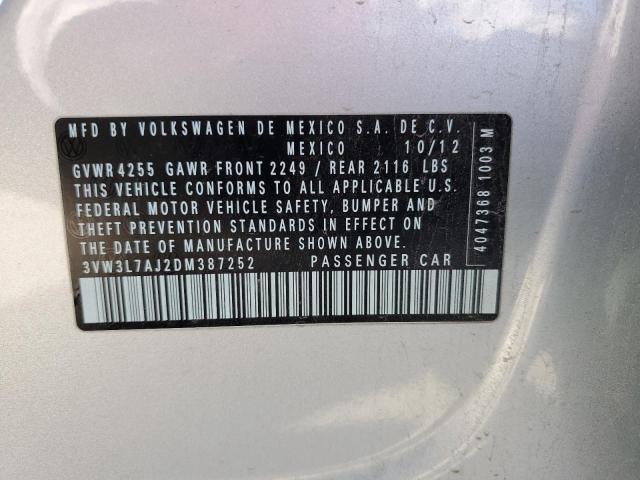 MFD BY VOLKSWAGEN DE MEXICO S.A. DE C.V.
MEXICO 10/12
GVWR 4255 GAWR FRONT 2249 / REAR 2116 LBS
THIS VEHICLE CONFORMS TO ALL APPLICABLE U.S.
FEDERAL MOTOR VEHICLE SAFETY, BUMPER AND
THEFT PREVENTION STANDARDS IN EFFECT ON
THE DATE OF MANUFACTURE SHOWN ABOVE.
3VW3L7AJ2DM387252 PASSENGER CAR
4047368 1003 M